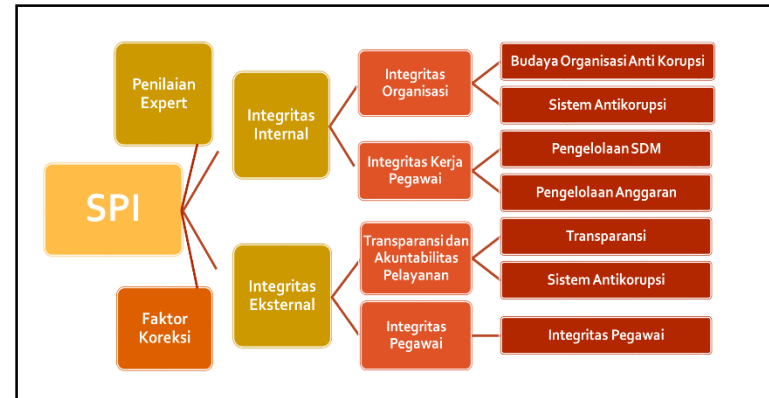 SPI
Penilaian
Expert
Faktor
Koreksi
Integritas
Internal
Integritas
Eksternal
Integritas
Organisasi
Integritas Kerja
Pegawai
Transparansi dan
Akuntabilitas
Pelayanan
Integritas
Pegawai
Budaya Organisasi Anti Korupsi
Sistem Antikorupsi
Pengelolaan SDM
Pengelolaan Anggaran
Transparansi
Sistem Antikorupsi
Integritas Pegawai